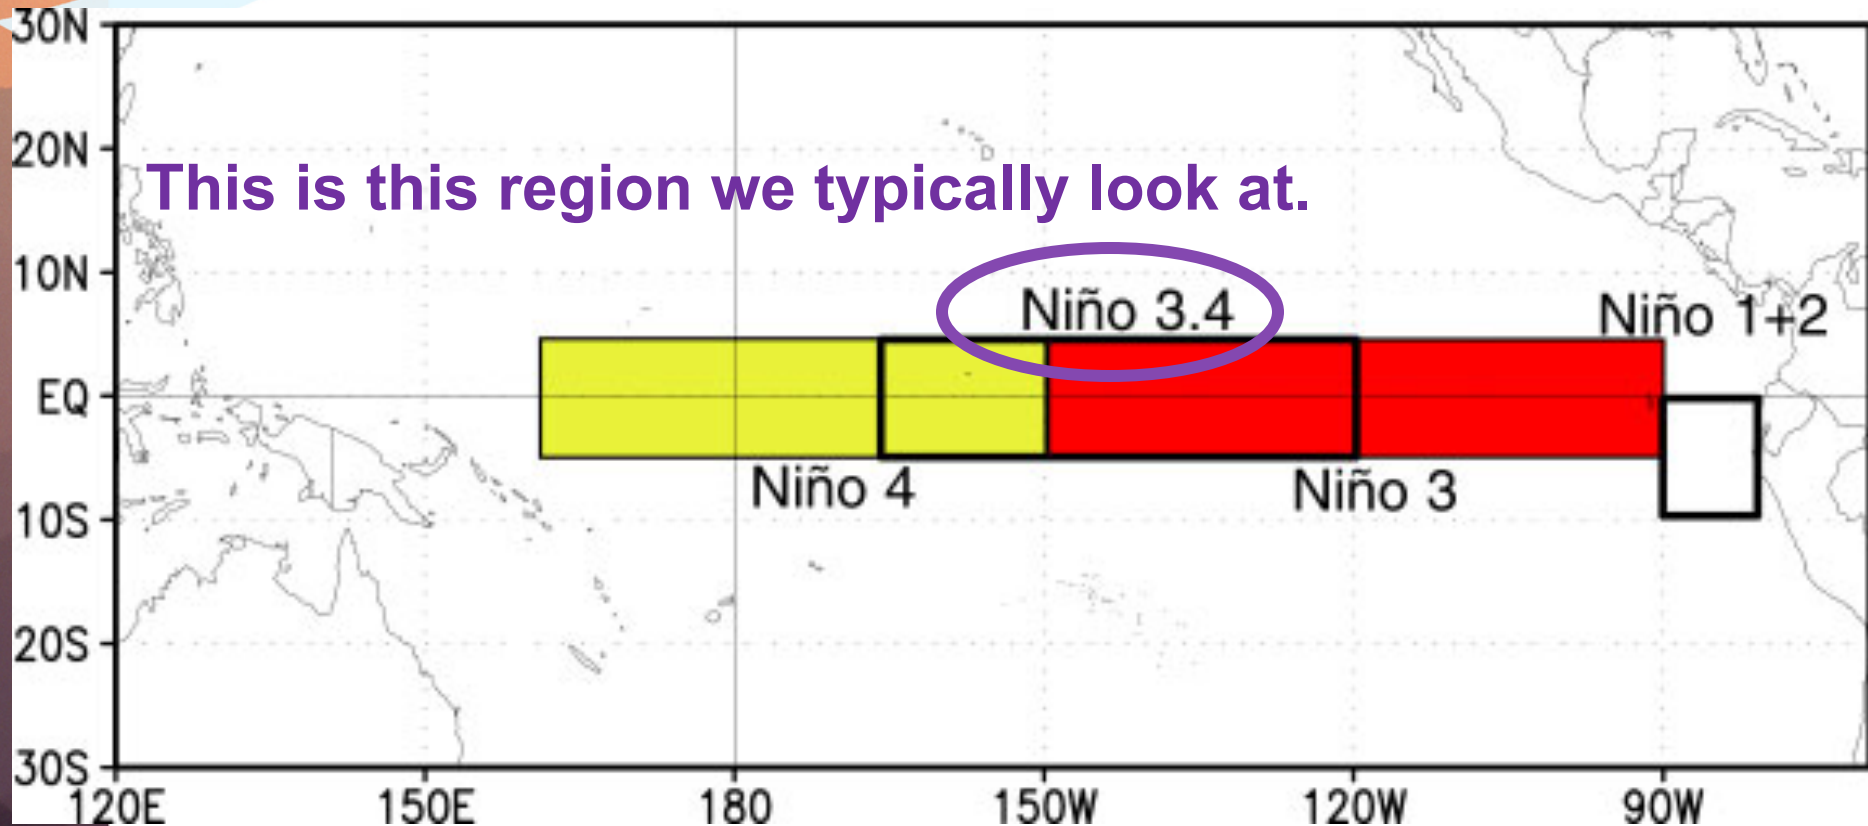 30N
20N
This is this region we typically look at.
10N
Niño 3.4
Niño 1+2
EQ
Niño 4
Niño 3
10S
20S
30S
120E 150E 180 150W 120W 90W